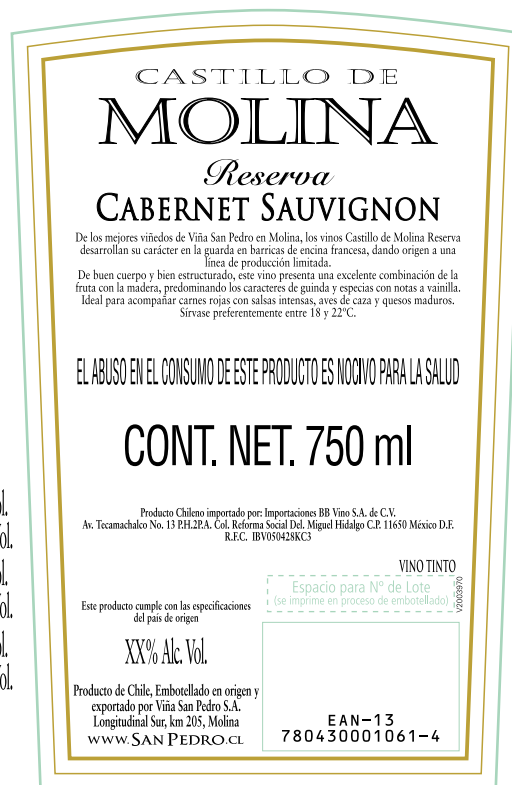 CASTILLO DE
MOLINA
Reserva
CABERNET SAUVIGNON
De los mejores viñedos de Viña San Pedro en Molina, los vinos Castillo de Molina Reserva
desarrollan su carácter en la guarda en barricas de encina francesa, dando origen a una
línea de producción limitada.
De buen cuerpo y bien estructurado, este vino presenta una excelente combinación de la
fruta con la madera, predominando los caracteres de guinda y especias con notas a vainilla.
Ideal para acompañar carnes rojas con salsas intensas, aves de caza y quesos maduros.
Sírvase preferentemente entre 18 y 22°C.
EL ABUSO EN EL CONSUMO DE ESTE PRODUCTO ES NOCIVO PARA LA SALUD
CONT. NET. 750 ml
Producto Chileno importado por: Importaciones BB Vino S.A. de C.V.
Av. Tecamachalco No. 13 P.H.2P.A. Col. Reforma Social Del. Miguel Hidalgo C.P. 11650 México D.F.
R.F.C. IBV050428KC3
VINO TINTO
Espacio para Nº de Lote
(se imprime en proceso de embotellado)
V2003970
Este producto cumple con las especificaciones
del país de origen
XX% Alc. Vol.
Producto de Chile, Embotellado en origen y
exportado por Viña San Pedro S.A.
Longitudinal Sur, km 205, Molina
WWW.SAN PEDRO.CL
EAN-13
780430001061-4